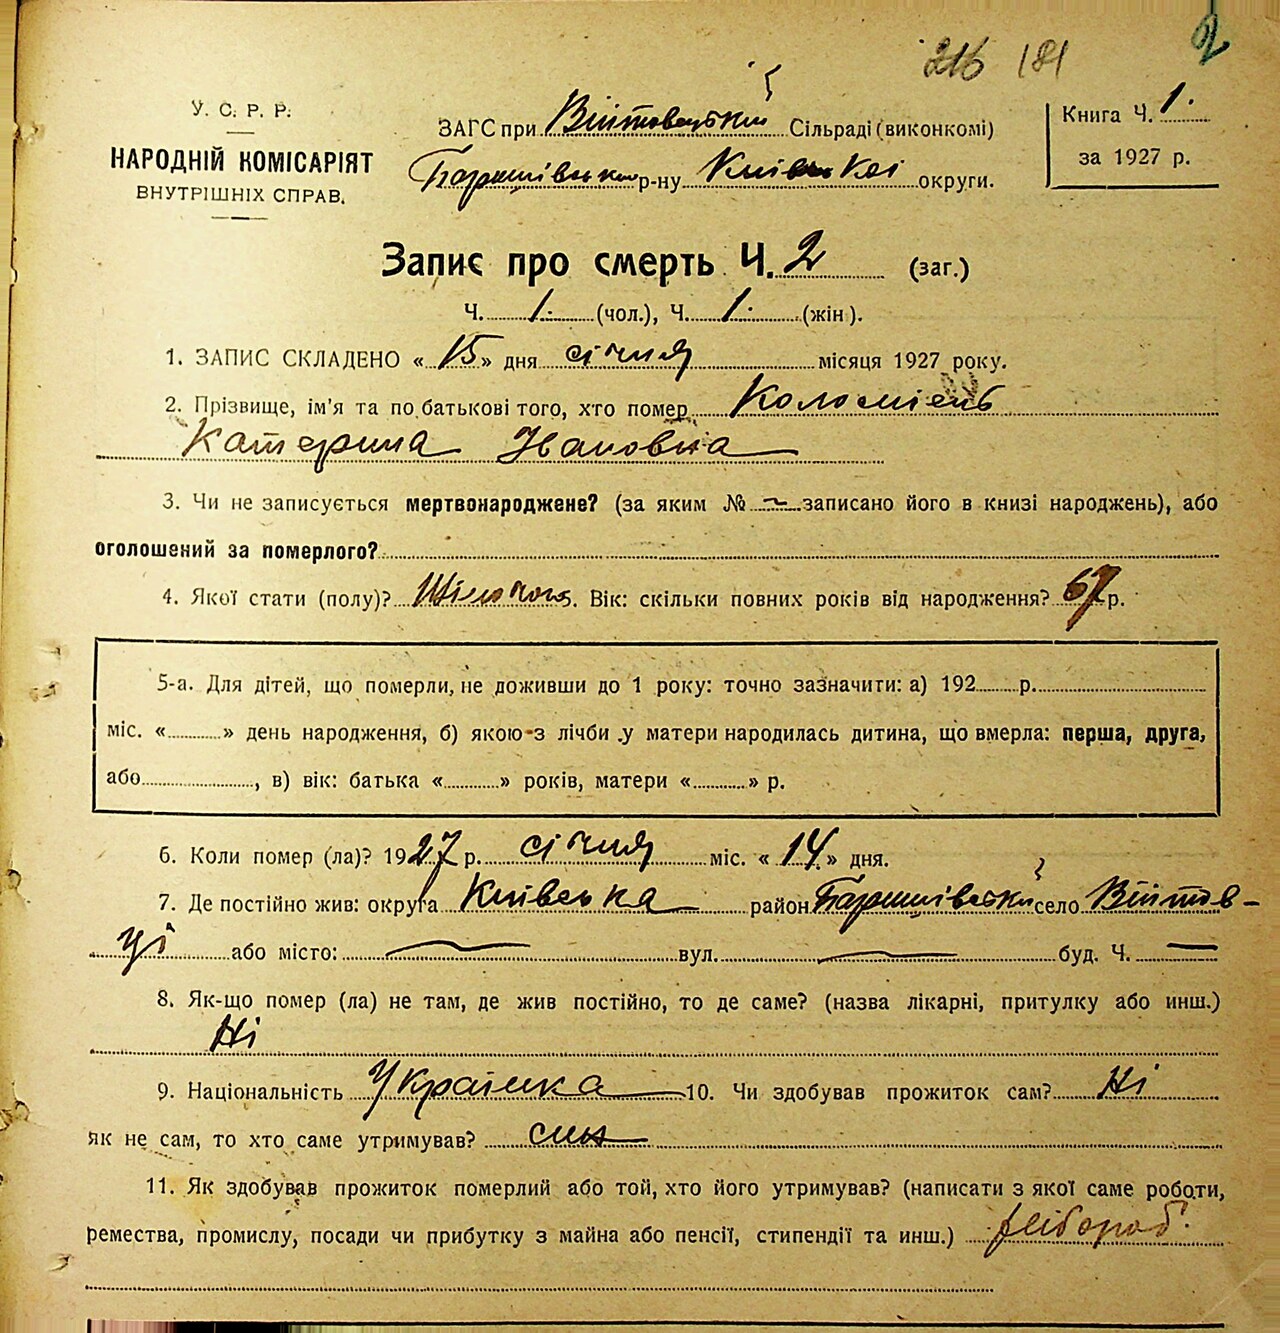 216 181 2
У. С. Р. Р.
НАРОДНІЙ КОМІСАРІЯТ
ВНУТРІШНІХ СПРАВ.
ЗАГС при Війтовецькій Сільраді (виконкомі)
Баришівськом р-ну Київської округи.
Книга Ч. 1.
за 1927 р.
Запис про смерть Ч. 2 (заг.)
Ч. 1. (чол.), Ч. 1. (жін).
1. ЗАПИС СКЛАДЕНО « 15 » дня січня місяця 1927 року.
2. Прізвище, ім'я та по батькові того, хто помер Коломієць
Катерина Івановна
3. Чи не записується мертвонароджене? (за яким № записано його в книзі народжень), або
оголошений за померлого?
4. Якої стати (полу)? Жіночої 5. Вік: скільки повних років від народження? 67 р.
5-а. Для дітей, що померли, не доживши до 1 року: точно зазначити: а) 192 р.
міс. « » день народження, б) якою з лічби у матери народилась дитина, що вмерла: перша, друга,
або , в) вік: батька « » років, матери « » р.
6. Коли помер (ла)? 1927 р. січня міс. « 14 » дня.
7. Де постійно жив: округа Київська район Баришівський село Війтов-
ці або місто: вул. буд. Ч.
8. Як-що помер (ла) не там, де жив постійно, то де саме? (назва лікарні, притулку або инш.)
Ні
9. Національність Українка 10. Чи здобував прожиток сам? Ні
як не сам, то хто саме утримував? син
11. Як здобував прожиток померлий або той, хто його утримував? (написати з якої саме роботи,
ремества, промислу, посади чи прибутку з майна або пенсії, стипендії та инш.) хлібороб.